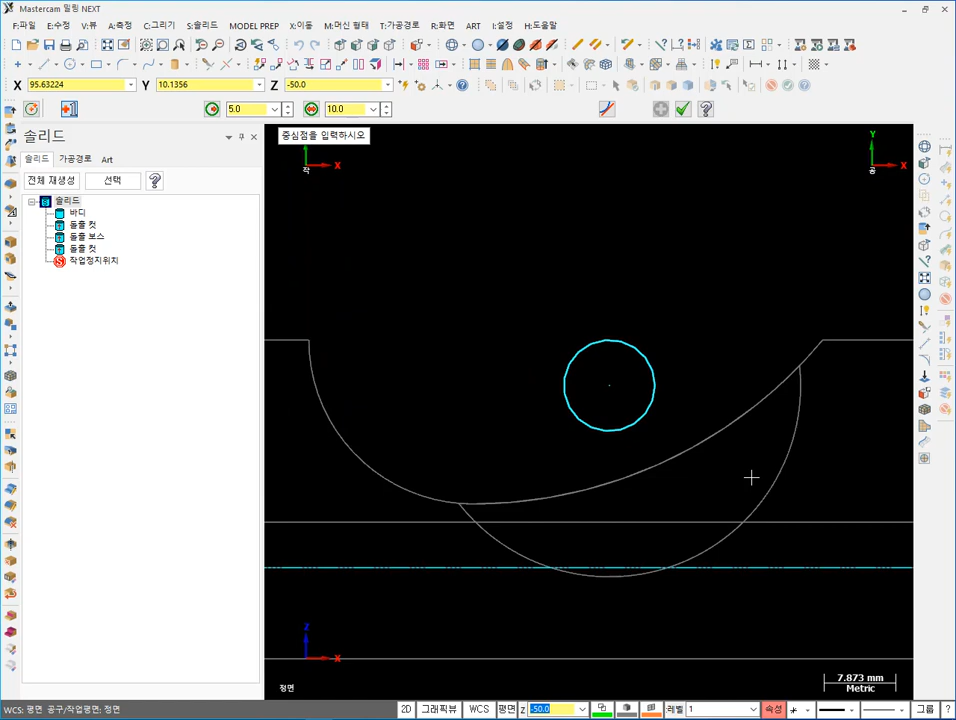 Mastercam 밀링 NEXT
F:파일 E:수정 V:뷰 A:측정 C:그리기 S:솔리드 MODEL PREP X:이동 M:머신 형태 T:가공경로 R:화면 ART I:설정 H:도움말
X 95.63224 Y 10.1356 Z -50.0
5.0 10.0
솔리드
중심점을 입력하시오
솔리드 가공경로 Art
전체 재생성 선택
솔리드
바디
돌출 컷
돌출 보스
돌출 컷
작업정지위치
X
작
Y
X
공
Z
X
정면
7.873 mm
Metric
WCS: 평면 공구/작업평면: 정면
2D 그래픽뷰 WCS 평면 Z -50.0 레벨 1 속성 그룹 ?